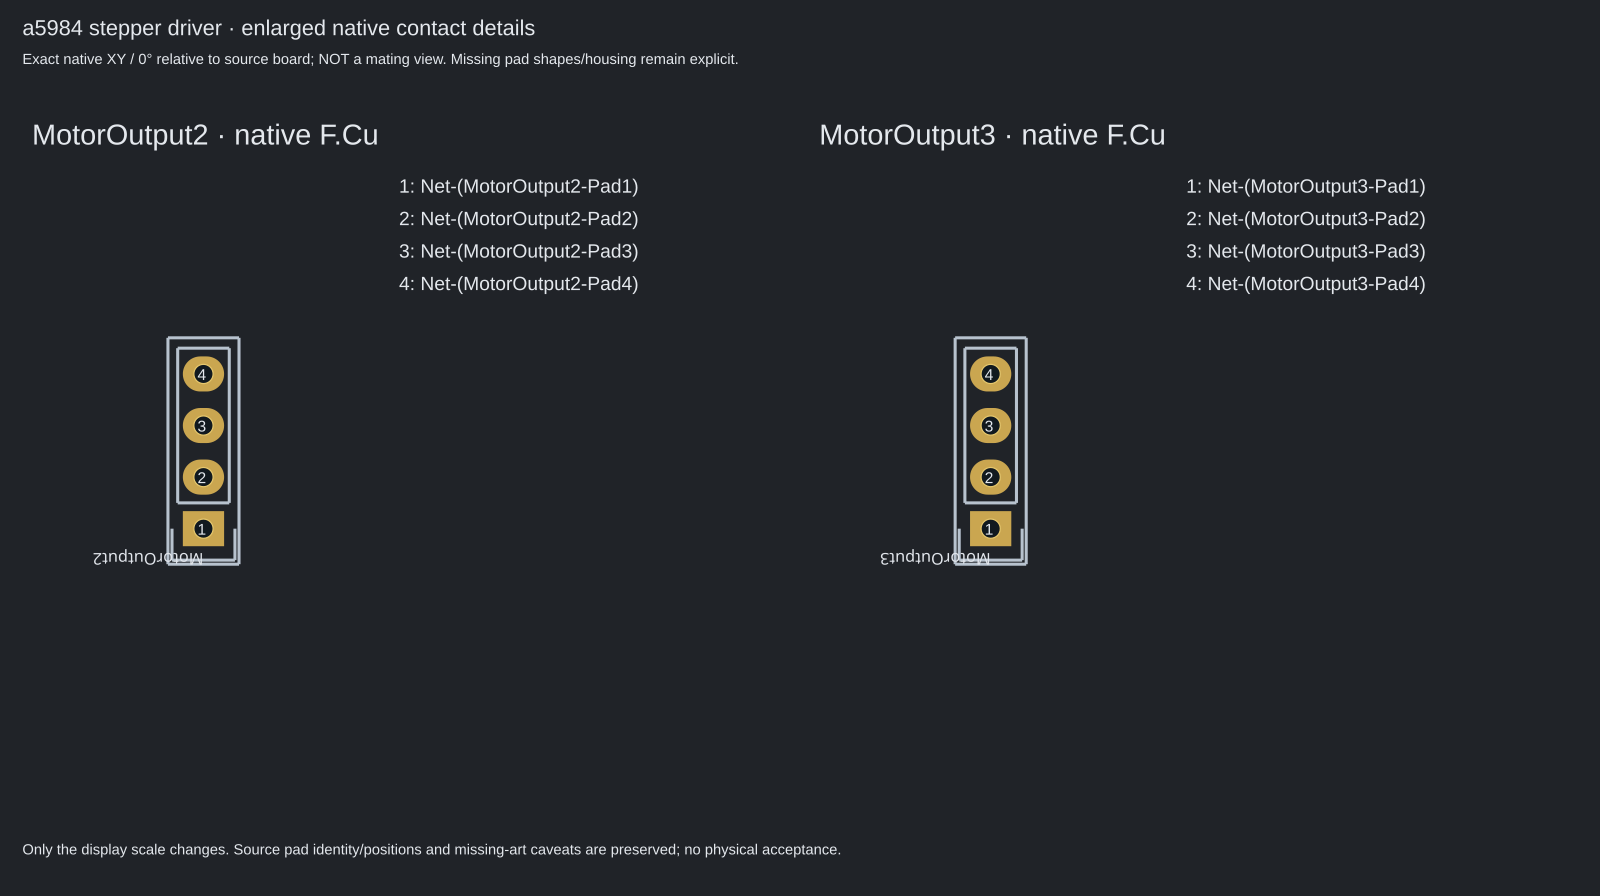 a5984 stepper driver · enlarged native contact details
Exact native XY / 0° relative to source board; NOT a mating view. Missing pad shapes/housing remain explicit.
MotorOutput2 · native F.Cu
1: Net-(MotorOutput2-Pad1)
2: Net-(MotorOutput2-Pad2)
3: Net-(MotorOutput2-Pad3)
4: Net-(MotorOutput2-Pad4)
4
3
2
1
MotorOutput2
MotorOutput3 · native F.Cu
1: Net-(MotorOutput3-Pad1)
2: Net-(MotorOutput3-Pad2)
3: Net-(MotorOutput3-Pad3)
4: Net-(MotorOutput3-Pad4)
4
3
2
1
MotorOutput3
Only the display scale changes. Source pad identity/positions and missing-art caveats are preserved; no physical acceptance.